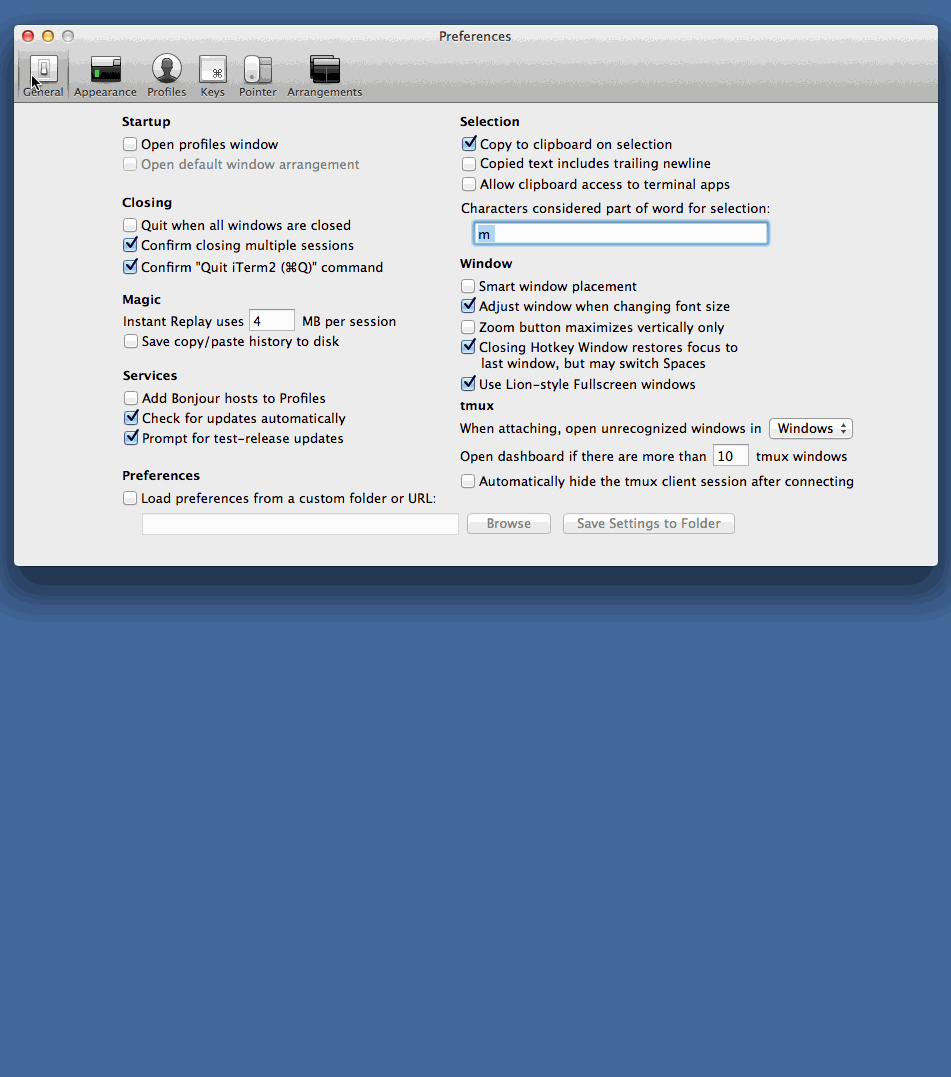 Preferences
General Appearance Profiles Keys Pointer Arrangements
Startup
Open profiles window
Open default window arrangement
Closing
Quit when all windows are closed
Confirm closing multiple sessions
Confirm "Quit iTerm2 (⌘Q)" command
Magic
Instant Replay uses 4 MB per session
Save copy/paste history to disk
Services
Add Bonjour hosts to Profiles
Check for updates automatically
Prompt for test-release updates
Preferences
Load preferences from a custom folder or URL:
Browse Save Settings to Folder
Selection
Copy to clipboard on selection
Copied text includes trailing newline
Allow clipboard access to terminal apps
Characters considered part of word for selection:
m
Window
Smart window placement
Adjust window when changing font size
Zoom button maximizes vertically only
Closing Hotkey Window restores focus to
last window, but may switch Spaces
Use Lion-style Fullscreen windows
tmux
When attaching, open unrecognized windows in Windows
Open dashboard if there are more than 10 tmux windows
Automatically hide the tmux client session after connecting